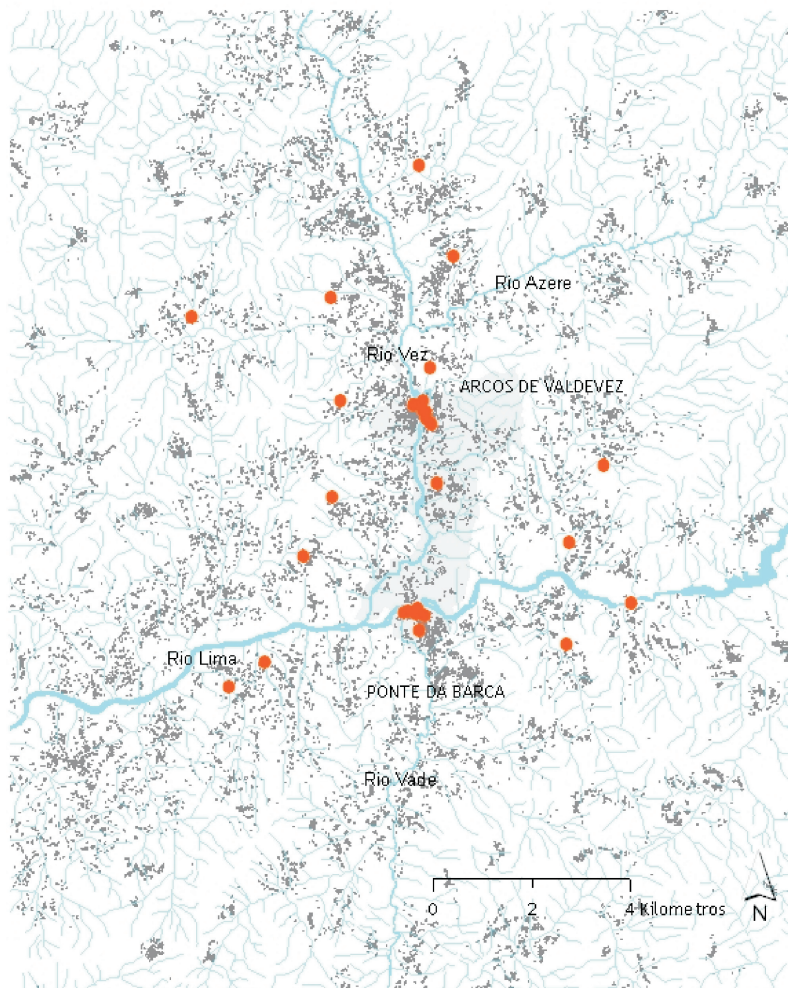 Rio Azere
Rio Vez
ARCOS DE VALDEVEZ
Rio Lima
PONTE DA BARCA
Rio Vade
0 2 4 Kilometros
N